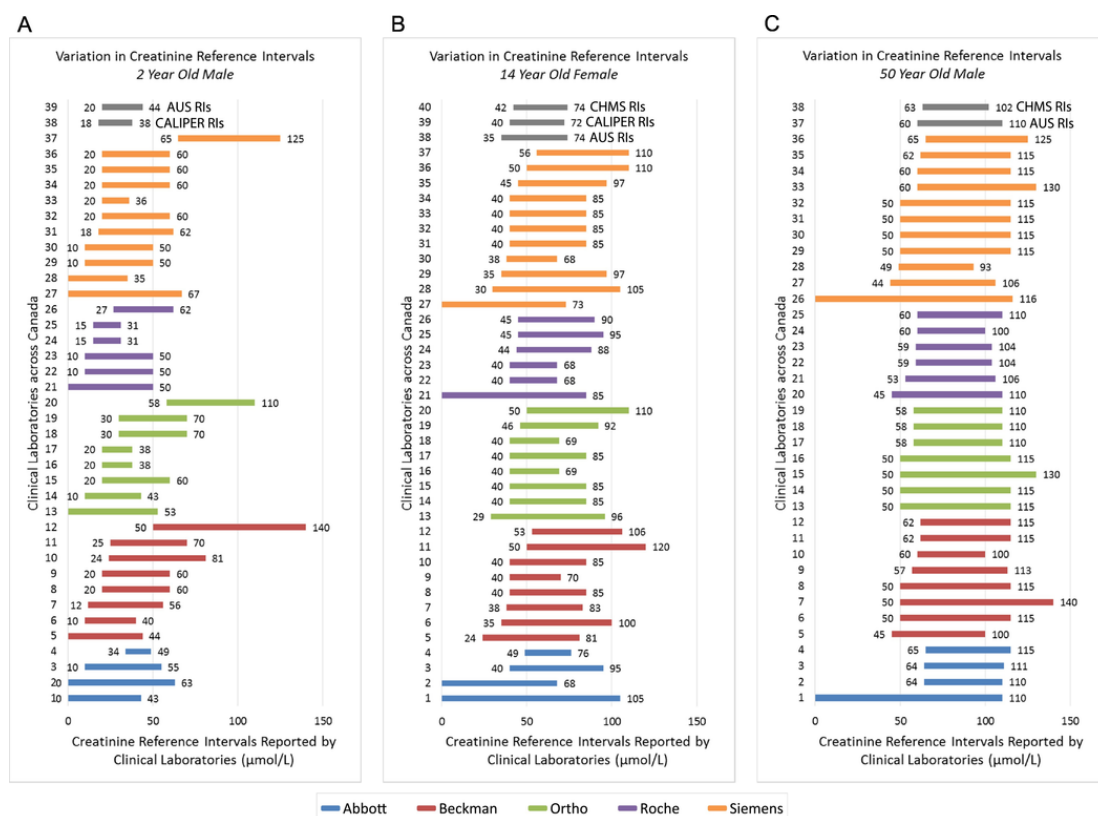 A
Variation in Creatinine Reference Intervals
2 Year Old Male
Clinical Laboratories across Canada
39 20 44 AUS RIs
38 18 38 CALIPER RIs
37 65 125
36 20 60
35 20 60
34 20 60
33 20 36
32 20 60
31 18 62
30 10 50
29 10 50
28 35
27 67
26 27 62
25 15 31
24 15 31
23 10 50
22 10 50
21 50
20 58 110
19 30 70
18 30 70
17 20 38
16 20 38
15 20 60
14 10 43
13 53
12 50 140
11 25 70
10 24 81
9 20 60
8 20 60
7 12 56
6 10 40
5 44
4 34 49
3 10 55
20 63
10 43
0 50 100 150
Creatinine Reference Intervals Reported by
Clinical Laboratories (µmol/L)
B
Variation in Creatinine Reference Intervals
14 Year Old Female
Clinical Laboratories across Canada
40 42 74 CHMS RIs
39 40 72 CALIPER RIs
38 35 74 AUS RIs
37 56 110
36 50 110
35 45 97
34 40 85
33 40 85
32 40 85
31 40 85
30 38 68
29 35 97
28 30 105
27 73
26 45 90
25 45 95
24 44 88
23 40 68
22 40 68
21 85
20 50 110
19 46 92
18 40 69
17 40 85
16 40 69
15 40 85
14 40 85
13 29 96
12 53 106
11 50 120
10 40 85
9 40 70
8 40 85
7 38 83
6 35 100
5 24 81
4 49 76
3 40 95
2 68
1 105
0 50 100 150
Creatinine Reference Intervals Reported by
Clinical Laboratories (µmol/L)
C
Variation in Creatinine Reference Intervals
50 Year Old Male
Clinical Laboratories across Canada
38 63 102 CHMS RIs
37 60 110 AUS RIs
36 65 125
35 62 115
34 60 115
33 60 130
32 50 115
31 50 115
30 50 115
29 50 115
28 49 93
27 44 106
26 116
25 60 110
24 60 100
23 59 104
22 59 104
21 53 106
20 45 110
19 58 110
18 58 110
17 58 110
16 50 115
15 50 130
14 50 115
13 50 115
12 62 115
11 62 115
10 60 100
9 57 113
8 50 115
7 50 140
6 50 115
5 45 100
4 65 115
3 64 111
2 64 110
1 110
0 50 100 150
Creatinine Reference Intervals Reported by
Clinical Laboratories (µmol/L)
Abbott Beckman Ortho Roche Siemens